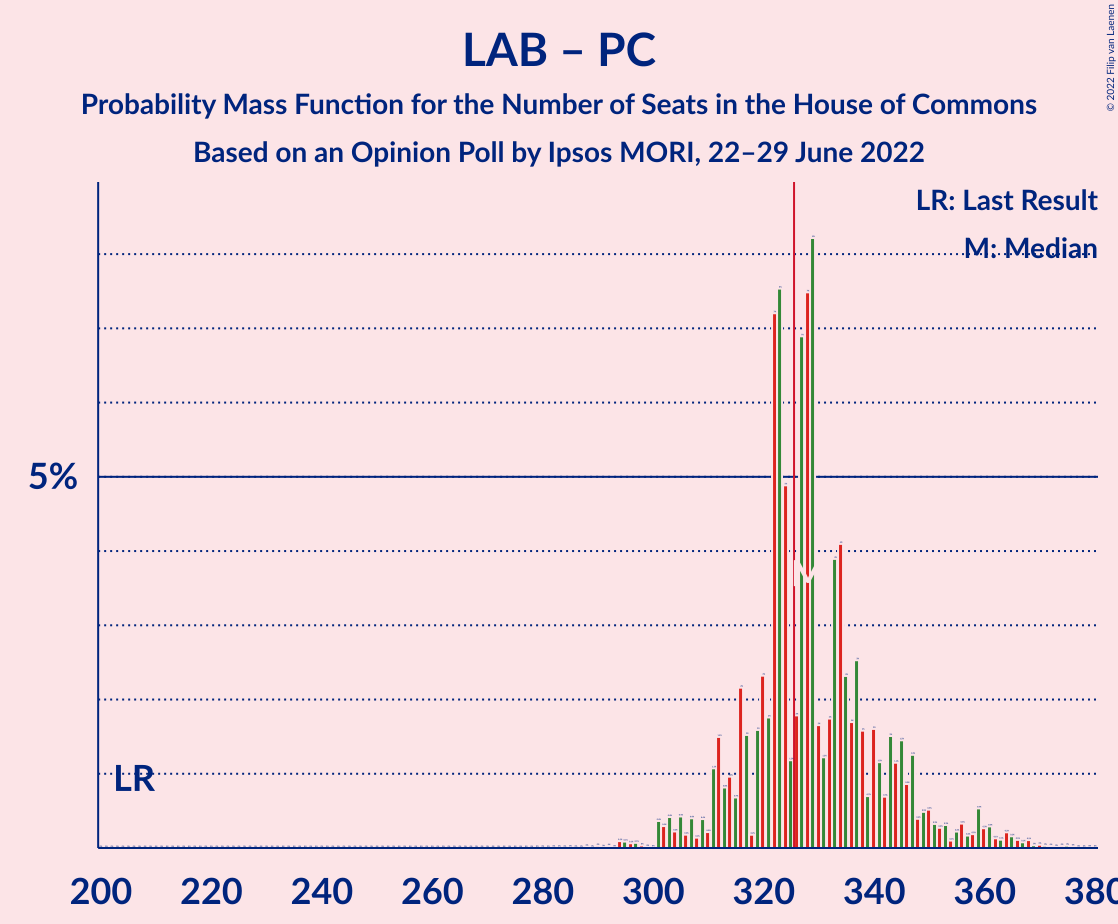 LAB – PC
Probability Mass Function for the Number of Seats in the House of Commons
Based on an Opinion Poll by Ipsos MORI, 22–29 June 2022
© 2022 Filip van Laenen
LR: Last Result
M: Median
5%
M
LR
200 220 240 260 280 300 320 340 360 380